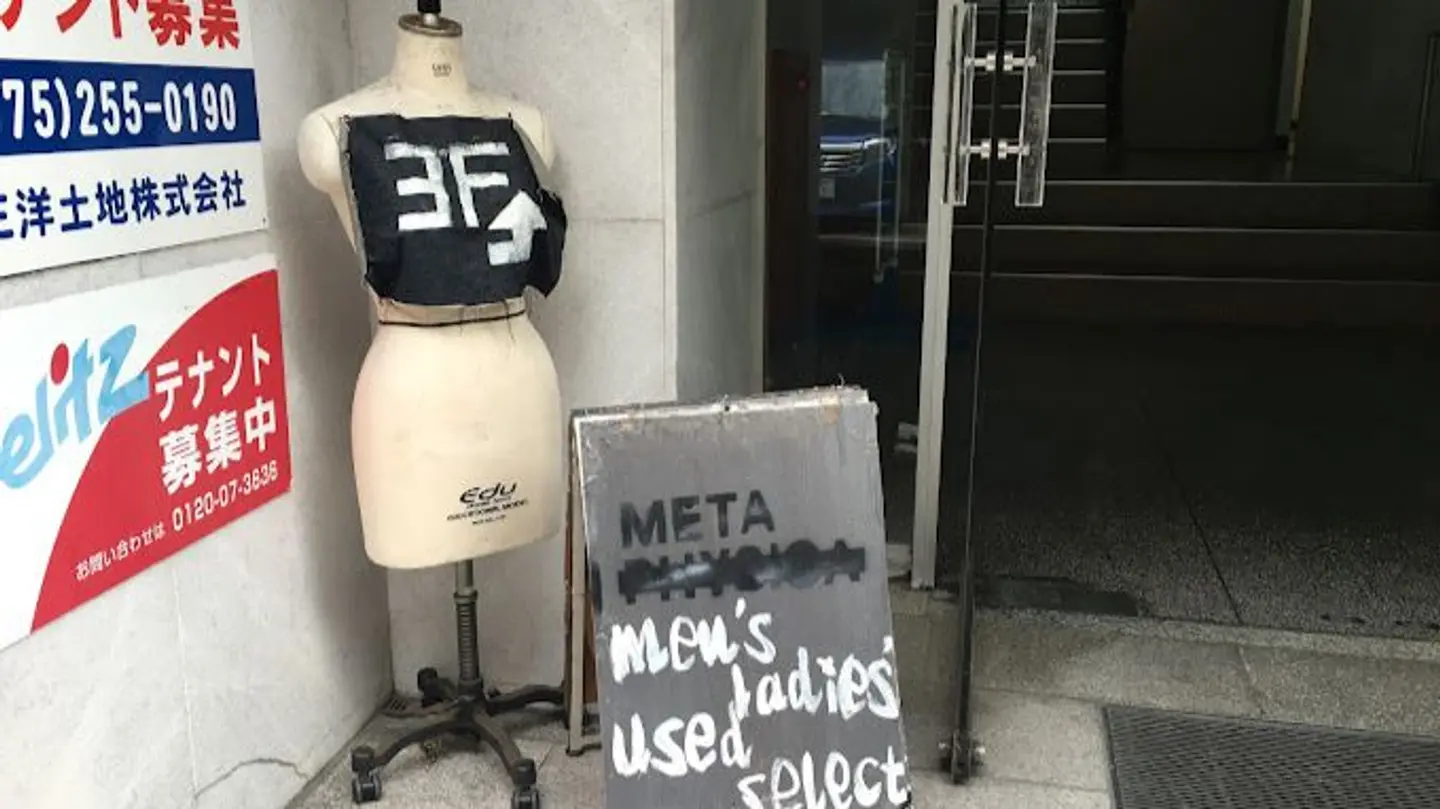 ナント募集
75)255-0190
三洋土地株式会社
elitz
テナント
募集中
お問い合わせは 0120-07-3636
3F
Edu
META
men's
ladies'
used
select